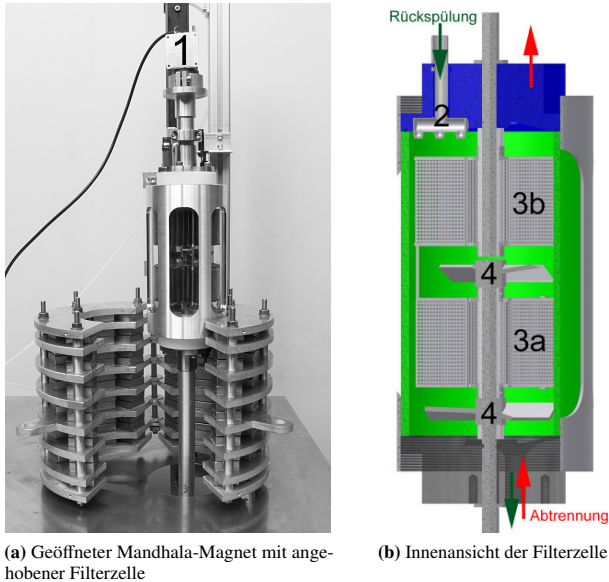 1
Rückspülung
2
3b
4
3a
4
Abtrennung
(a) Geöffneter Mandhala-Magnet mit ange-
hobener Filterzelle
(b) Innenansicht der Filterzelle